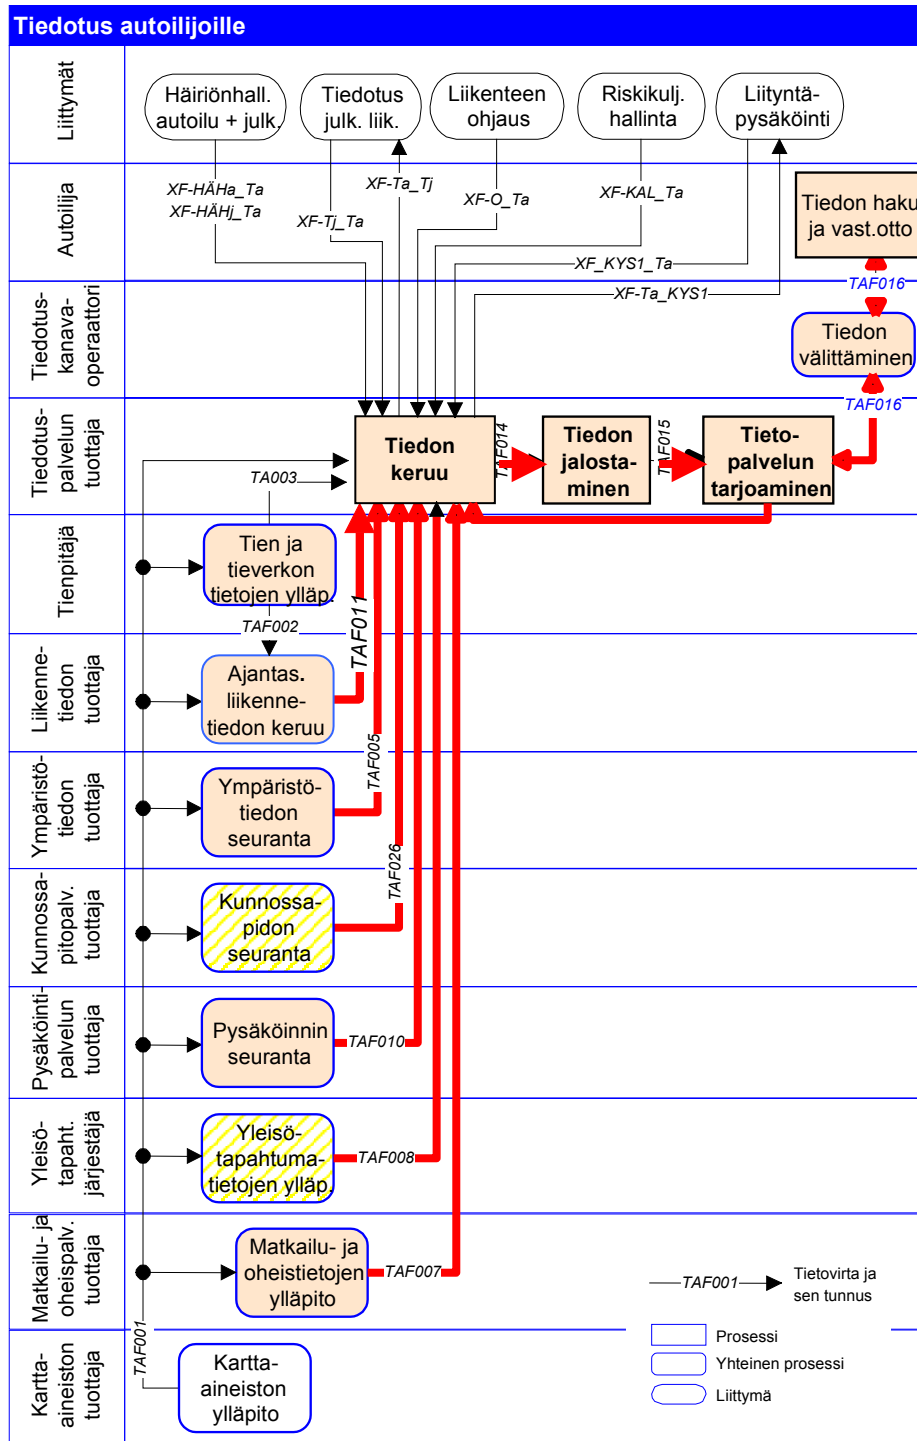 Tiedotus autoilijoille
Liittymät
Häiriönhall.
autoilu + julk.
Tiedotus
julk. liik.
Liikenteen
ohjaus
Riskikulj.
hallinta
Liityntä-
pysäköinti
XF-HÄHa_Ta
XF-HÄHj_Ta
XF-Tj_Ta
XF-Ta_Tj
XF-O_Ta
XF-KAL_Ta
XF_KYS1_Ta
XF-Ta_KYS1
Autoilija
Tiedon haku
ja vast.otto
TAF016
Tiedotus-
kanava-
operaattori
Tiedon
välittäminen
TAF016
Tiedotus-
palvelun
tuottaja
Tiedon
keruu
TAF014
Tiedon
jalosta-
minen
TAF015
Tieto-
palvelun
tarjoaminen
TA003
Tienpitäjä
Tien ja
tieverkon
tietojen ylläp.
TAF002
TAF011
Liikenne-
tiedon
tuottaja
Ajantas.
liikenne-
tiedon keruu
TAF005
Ympäristö-
tiedon
tuottaja
Ympäristö-
tiedon
seuranta
TAF026
Kunnossa-
pitopalv.
tuottaja
Kunnossa-
pidon
seuranta
Pysäköinti-
palvelun
tuottaja
Pysäköinnin
seuranta
TAF010
Yleisö-
tapaht.
järjestäjä
Yleisö-
tapahtuma-
tietojen ylläp.
TAF008
Matkailu- ja
oheispalv.
tuottaja
Matkailu- ja
oheistietojen
ylläpito
TAF007
TAF001
Tietovirta ja
sen tunnus
Prosessi
Yhteinen prosessi
Liittymä
Kartta-
aineiston
tuottaja
TAF001
Kartta-
aineiston
ylläpito